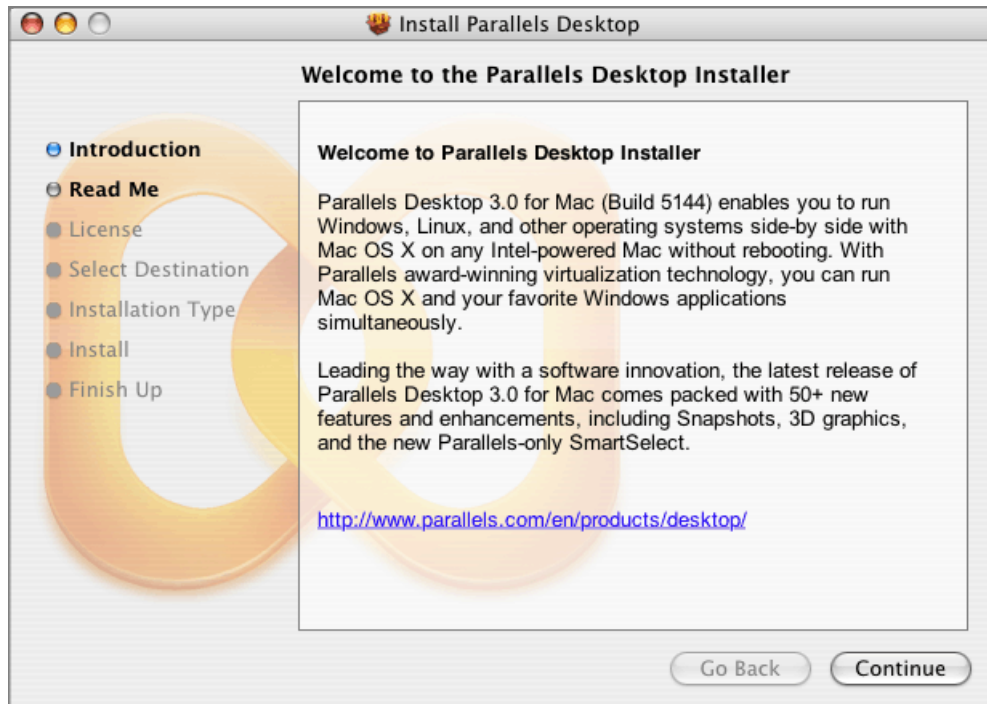 Install Parallels Desktop
Welcome to the Parallels Desktop Installer
Introduction
Read Me
License
Select Destination
Installation Type
Install
Finish Up
Welcome to Parallels Desktop Installer
Parallels Desktop 3.0 for Mac (Build 5144) enables you to run
Windows, Linux, and other operating systems side-by side with
Mac OS X on any Intel-powered Mac without rebooting. With
Parallels award-winning virtualization technology, you can run
Mac OS X and your favorite Windows applications
simultaneously.
Leading the way with a software innovation, the latest release of
Parallels Desktop 3.0 for Mac comes packed with 50+ new
features and enhancements, including Snapshots, 3D graphics,
and the new Parallels-only SmartSelect.
http://www.parallels.com/en/products/desktop/
Go Back
Continue